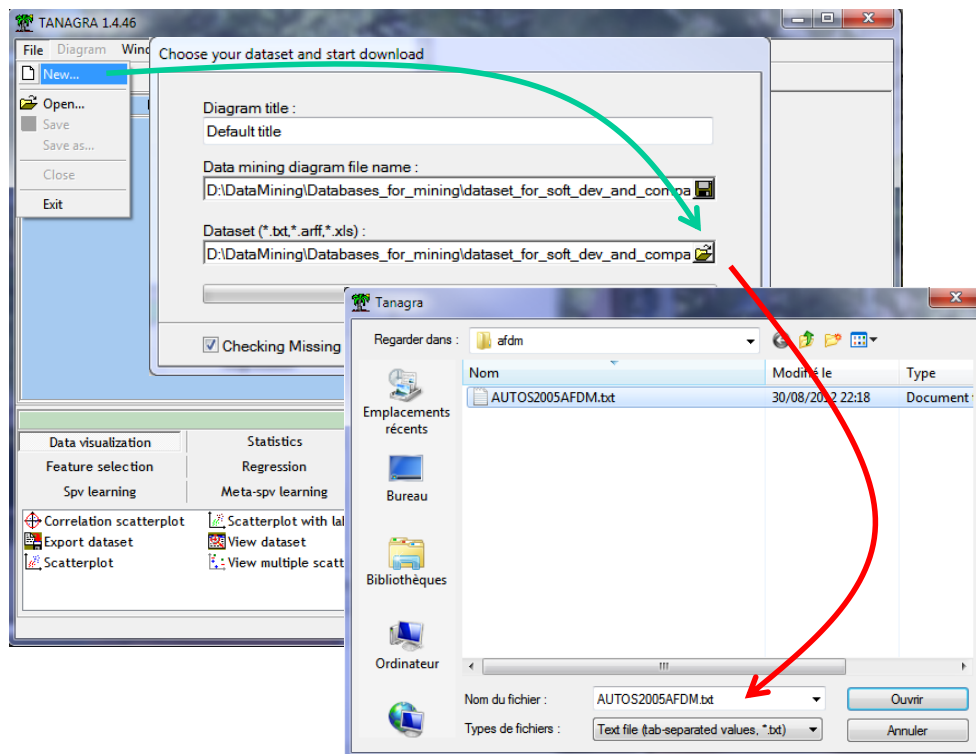 TANAGRA 1.4.46
File Diagram Wind
New...
Open...
Save
Save as...
Close
Exit
Choose your dataset and start download
Diagram title :
Default title
Data mining diagram file name :
D:\DataMining\Databases_for_mining\dataset_for_soft_dev_and_compa
Dataset (*.txt,*.arff,*.xls) :
D:\DataMining\Databases_for_mining\dataset_for_soft_dev_and_compa
Checking Missing
Data visualization Statistics
Feature selection Regression
Spv learning Meta-spv learning
Correlation scatterplot Scatterplot with lab
Export dataset View dataset
Scatterplot View multiple scatt
Tanagra
Regarder dans : afdm
Nom Modifié le Type
AUTOS2005AFDM.txt 30/08/2012 22:18 Document
Emplacements
récents
Bureau
Bibliothèques
Ordinateur
Nom du fichier : AUTOS2005AFDM.txt Ouvrir
Types de fichiers : Text file (tab-separated values, *.txt) Annuler